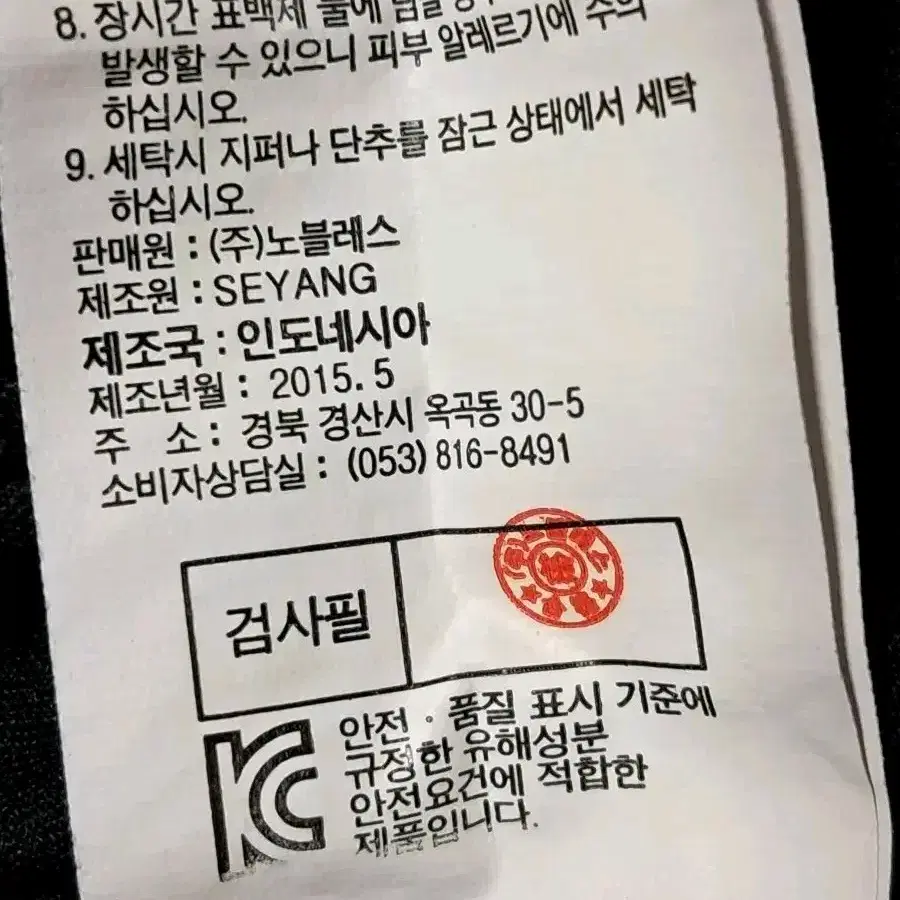 8. 장시간 표백제 물에
발생할 수 있으니 피부 알레르기에 주의
하십시오.
9. 세탁시 지퍼나 단추를 잠근 상태에서 세탁
하십시오.
판매원 : (주)노블레스
제조원 : SEYANG
제조국 : 인도네시아
제조년월 : 2015. 5
주 소 : 경북 경산시 옥곡동 30-5
소비자상담실 : (053) 816-8491
검사필
KC
안전 · 품질 표시 기준에
규정한 유해성분
안전요건에 적합한
제품입니다.